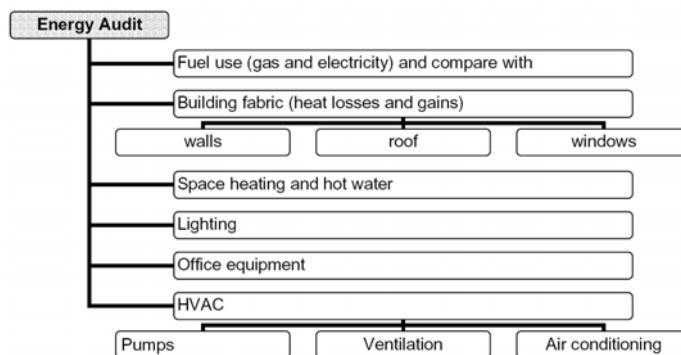 Energy Audit
Fuel use (gas and electricity) and compare with
Building fabric (heat losses and gains)
walls roof windows
Space heating and hot water
Lighting
Office equipment
HVAC
Pumps Ventilation Air conditioning